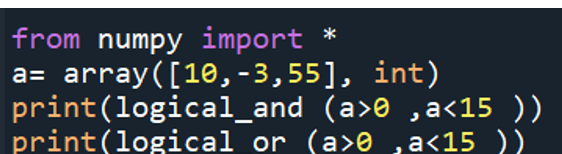 from numpy import *
a= array([10,-3,55], int)
print(logical_and (a>0 ,a<15 ))
print(logical_or (a>0 ,a<15 ))